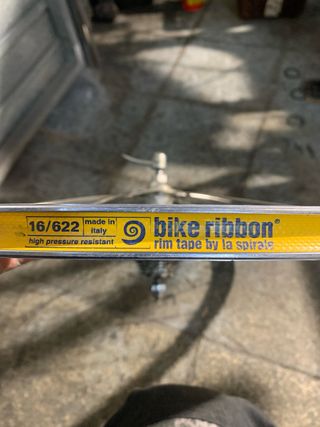 16/622 made in italy
high pressure resistant
bike ribbon®
rim tape by la spirale